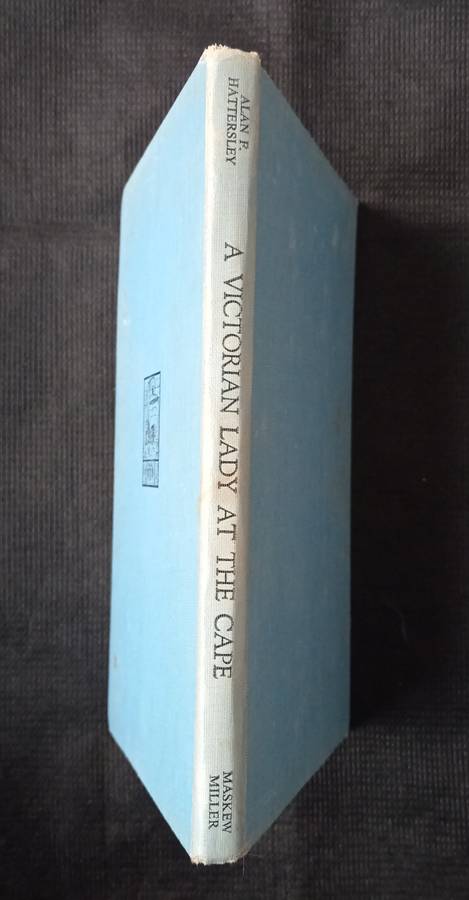 ALAN F.
HATTERSLEY
A VICTORIAN LADY AT THE CAPE
MASKEW
MILLER